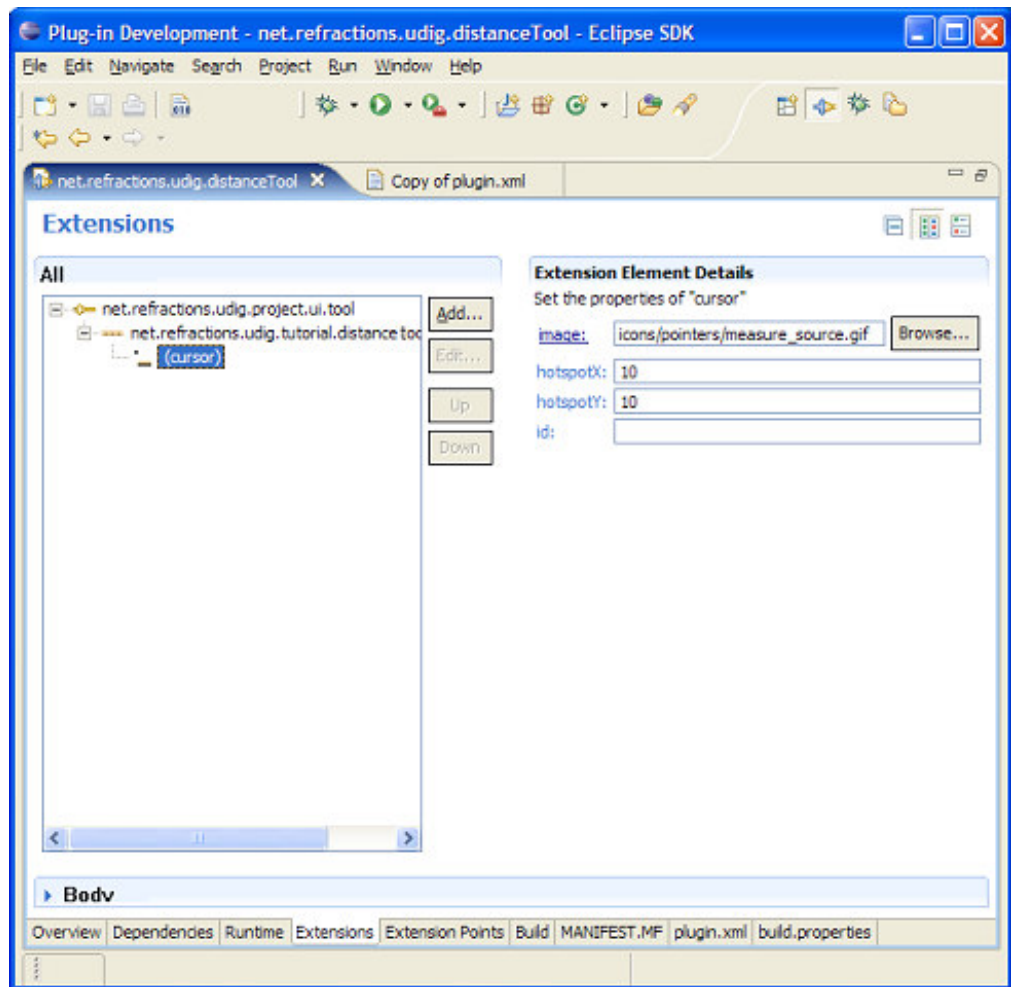 Plug-in Development - net.refractions.udig.distanceTool - Eclipse SDK
File Edit Navigate Search Project Run Window Help
net.refractions.udig.distanceTool Copy of plugin.xml
Extensions
All
net.refractions.udig.project.ui.tool
net.refractions.udig.tutorial.distance too
(cursor)
Add...
Edit...
Up
Down
Extension Element Details
Set the properties of "cursor"
image: icons/pointers/measure_source.gif Browse...
hotspotX: 10
hotspotY: 10
id:
Body
Overview Dependencies Runtime Extensions Extension Points Build MANIFEST.MF plugin.xml build.properties